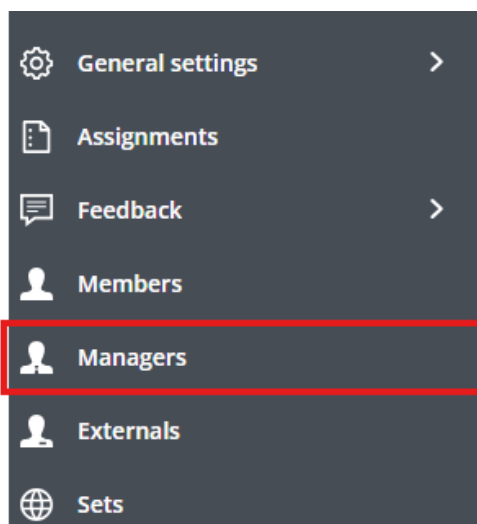 General settings
Assignments
Feedback
Members
Managers
Externals
Sets